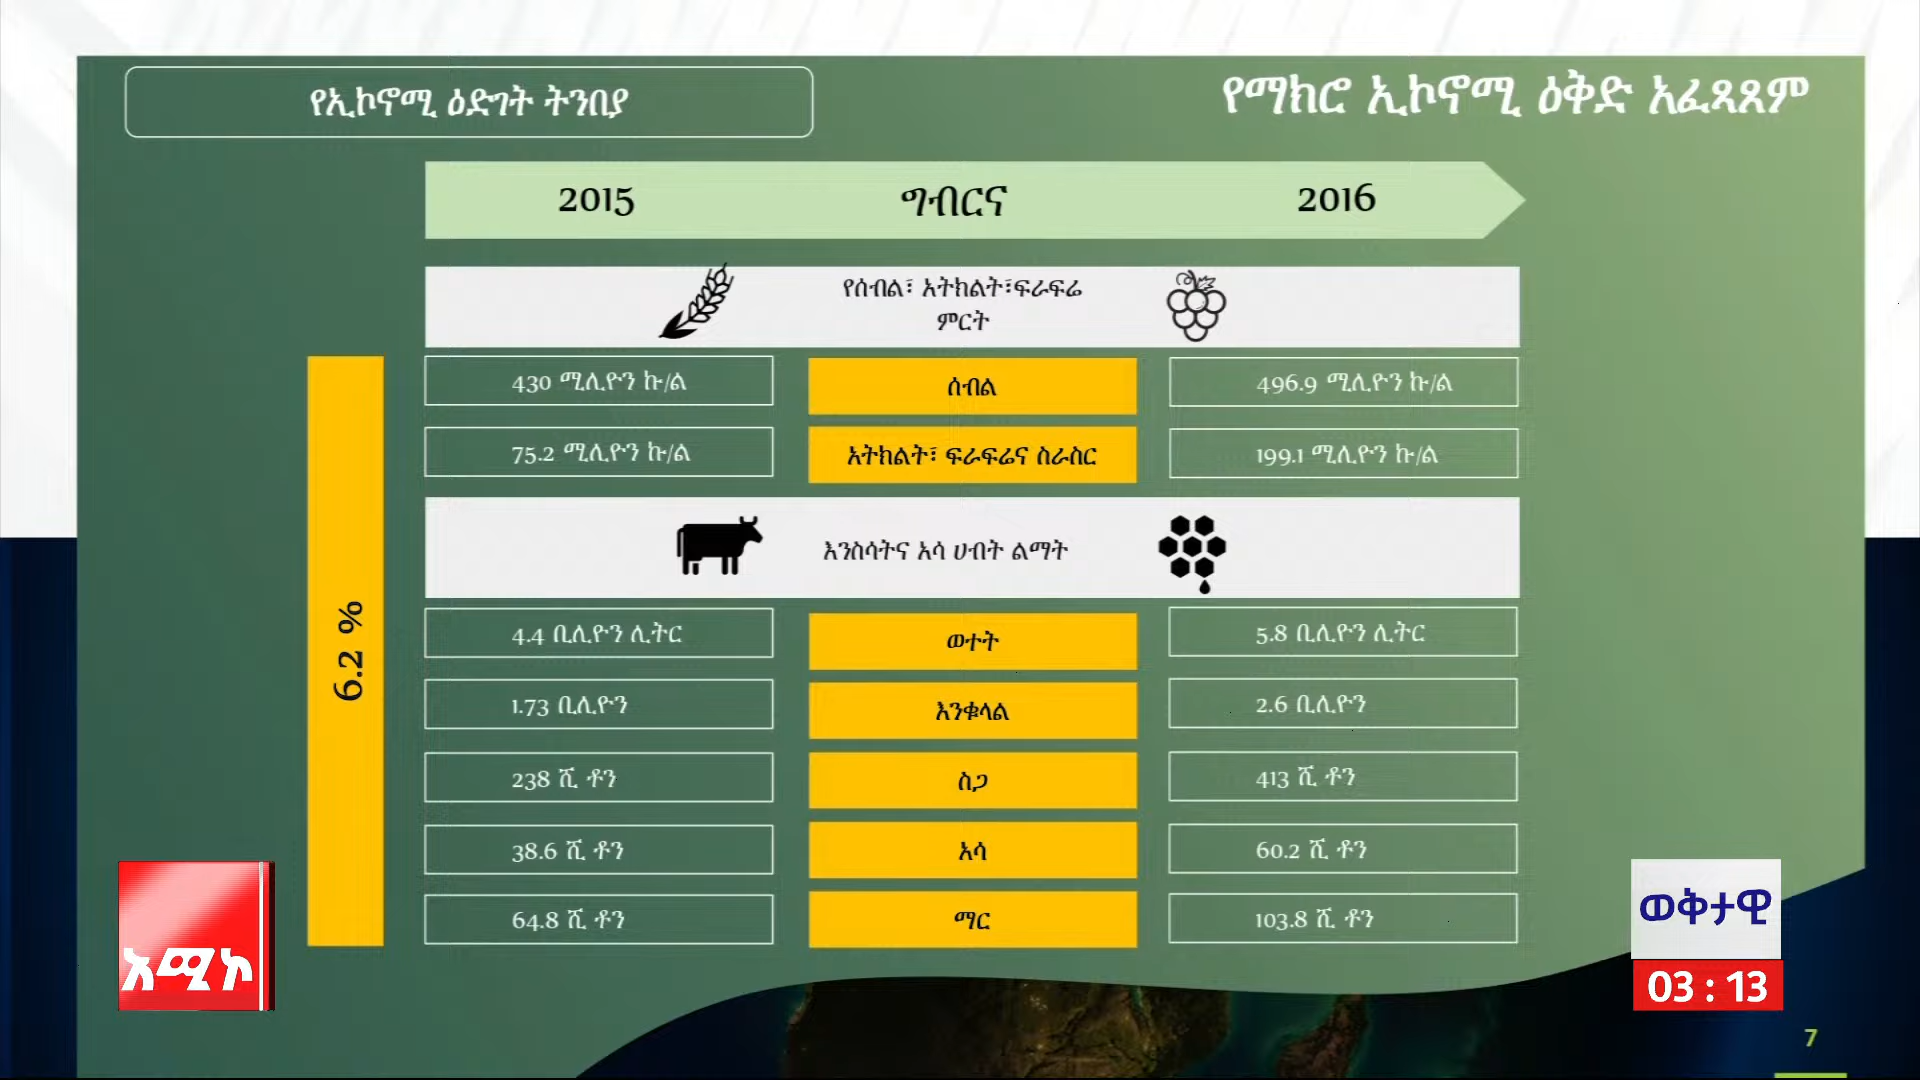 የኢኮኖሚ ዕድገት ትንበያ
የማክሮ ኢኮኖሚ ዕቅድ አፈጻጸም
2015 ግብርና 2016
የሰብል፣ አትክልት፣ፍራፍሬ
ምርት
430 ሚሊዮን ኩ/ል ሰብል 496.9 ሚሊዮን ኩ/ል
75.2 ሚሊዮን ኩ/ል አትክልት፣ ፍራፍሬና ስራስር 199.1 ሚሊዮን ኩ/ል
እንስሳትና አሳ ሀብት ልማት
6.2 %
4.4 ቢሊዮን ሊትር ወተት 5.8 ቢሊዮን ሊትር
1.73 ቢሊዮን እንቁላል 2.6 ቢሊዮን
238 ሺ ቶን ስጋ 413 ሺ ቶን
38.6 ሺ ቶን አሳ 60.2 ሺ ቶን
64.8 ሺ ቶን ማር 103.8 ሺ ቶን
አሚኮ
ወቅታዊ
03 : 13
7